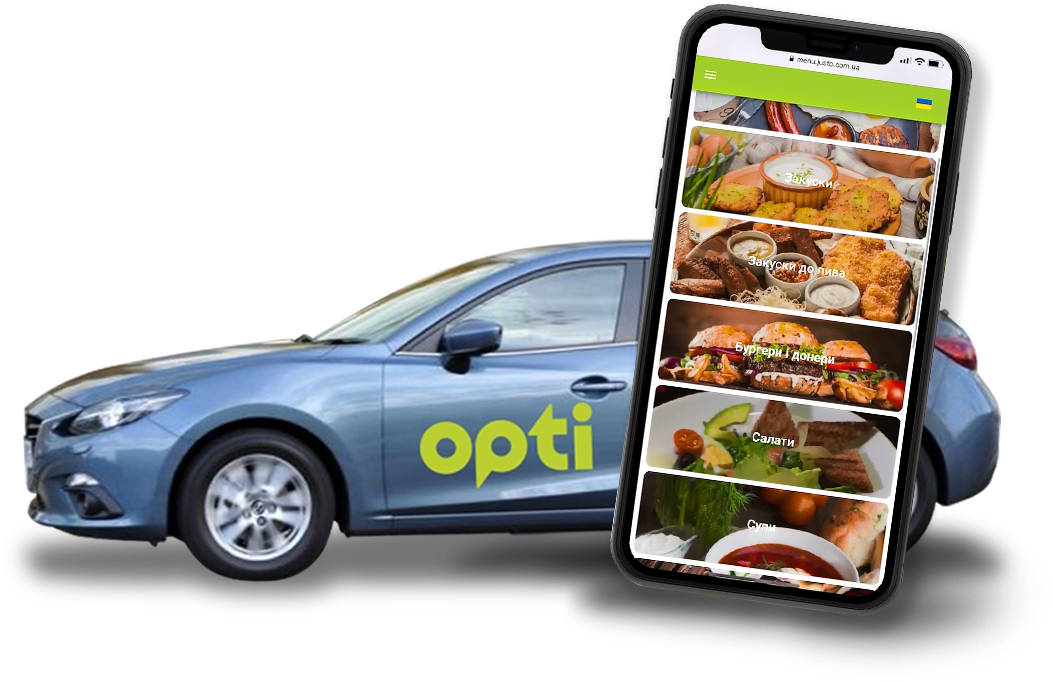 opti
menu.justo.com.ua
Закуски
Закуски до пива
Бургери і донери
Салати
Супи